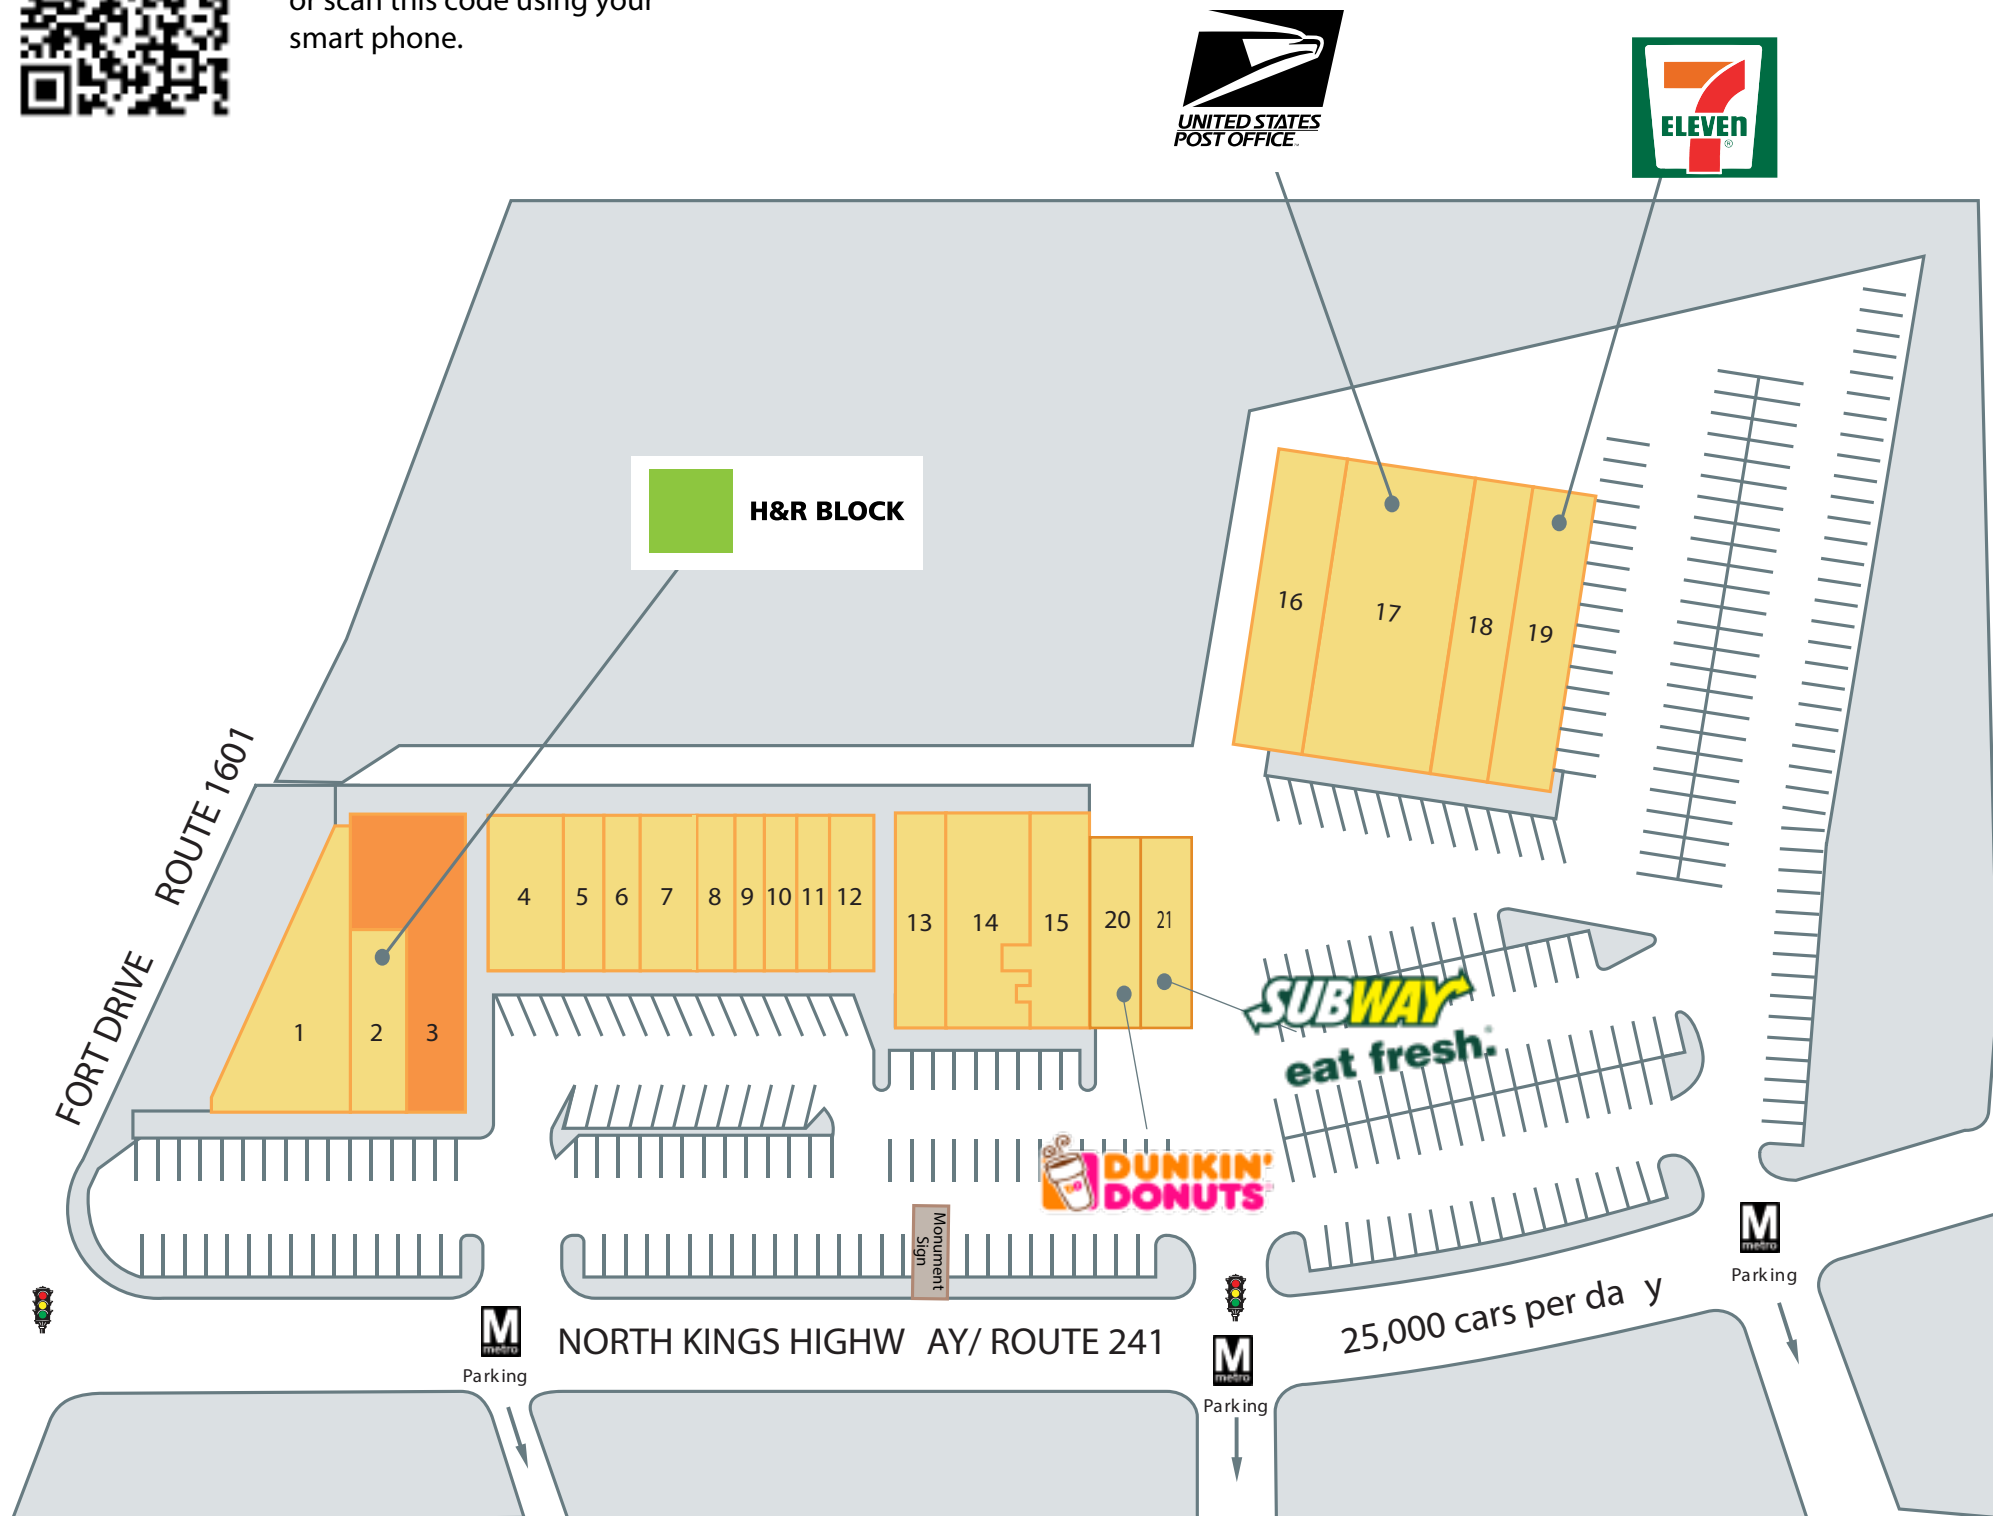 or scan this code using your
smart phone.
UNITED STATES
POST OFFICE
7
ELEVEn
H&R BLOCK
16
17
18
19
ROUTE 1601
FORT DRIVE
4
5
6
7
8
9
10
11
12
13
14
15
20
21
1
2
3
SUBWAY
eat fresh.
DUNKIN'
DONUTS
Monument
Sign
M
metro
Parking
25,000 cars per da y
M
metro
Parking
NORTH KINGS HIGHW AY/ ROUTE 241
M
metro
Parking